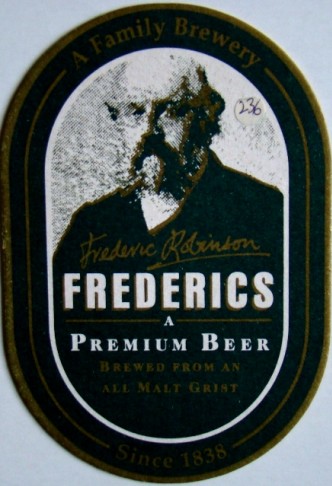 A Family Brewery
236
Frederic Robinson
FREDERICS
A
PREMIUM BEER
BREWED FROM AN
ALL MALT GRIST
Since 1838